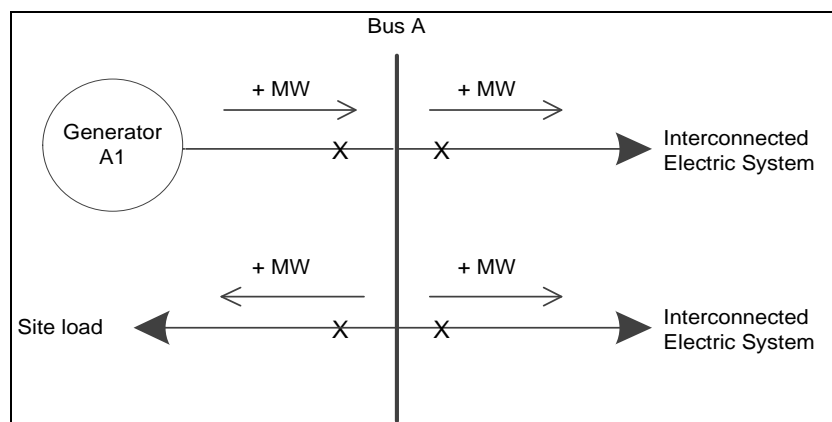 Bus A
+ MW
+ MW
Generator
A1
X
X
Interconnected
Electric System
+ MW
+ MW
Site load
X
X
Interconnected
Electric System